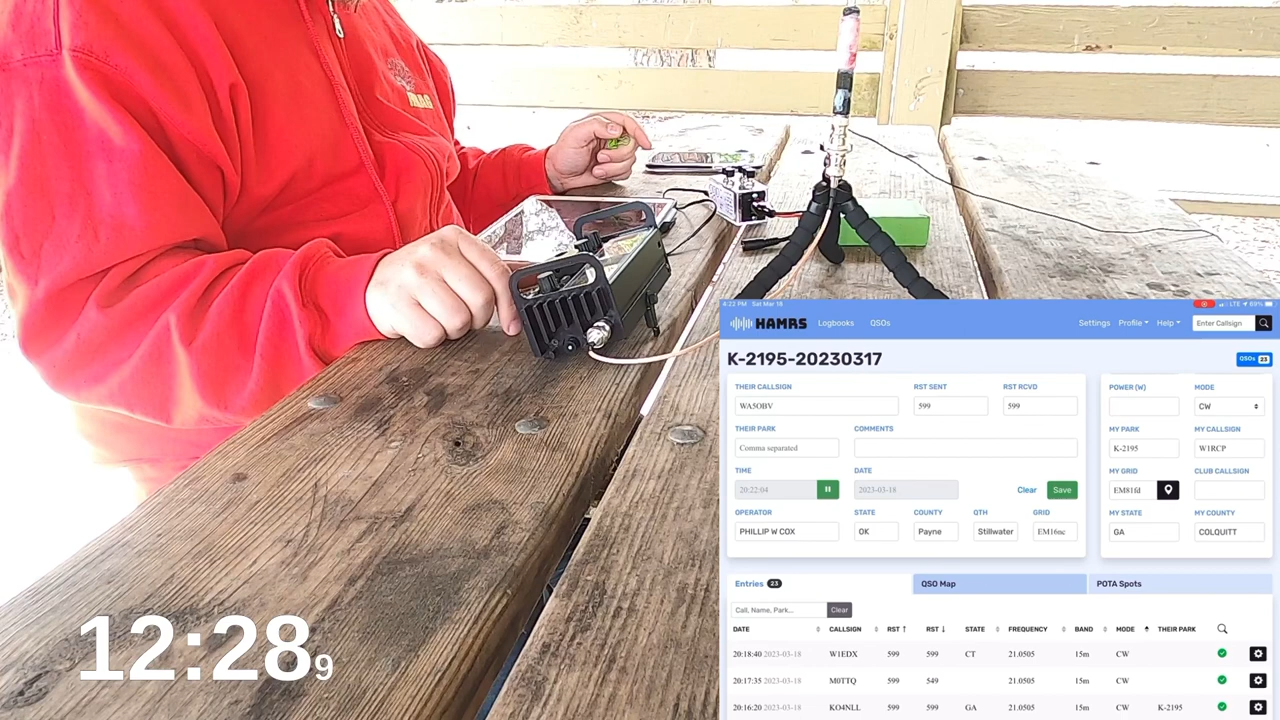 4:22 PM Sat Mar 18
LTE 69%
HAMRS Logbooks QSOs Settings Profile Help Enter Callsign
K-2195-20230317 QSOs 23
THEIR CALLSIGN RST SENT RST RCVD POWER (W) MODE
WA5OBV 599 599 CW
THEIR PARK COMMENTS MY PARK MY CALLSIGN
Comma separated K-2195 W1RCP
TIME DATE MY GRID CLUB CALLSIGN
20:22:04 2023-03-18 Clear Save EM81fd
OPERATOR STATE COUNTY QTH GRID MY STATE MY COUNTY
PHILLIP W COX OK Payne Stillwater EM16nc GA COLQUITT
Entries 23 QSO Map POTA Spots
Call, Name, Park... Clear
DATE CALLSIGN RST ↑ RST ↓ STATE FREQUENCY BAND MODE THEIR PARK
20:18:40 2023-03-18 W1EDX 599 599 CT 21.0505 15m CW
20:17:35 2023-03-18 M0TTQ 599 549 21.0505 15m CW
20:16:20 2023-03-18 KO4NLL 599 599 GA 21.0505 15m CW K-2195
12:28 9